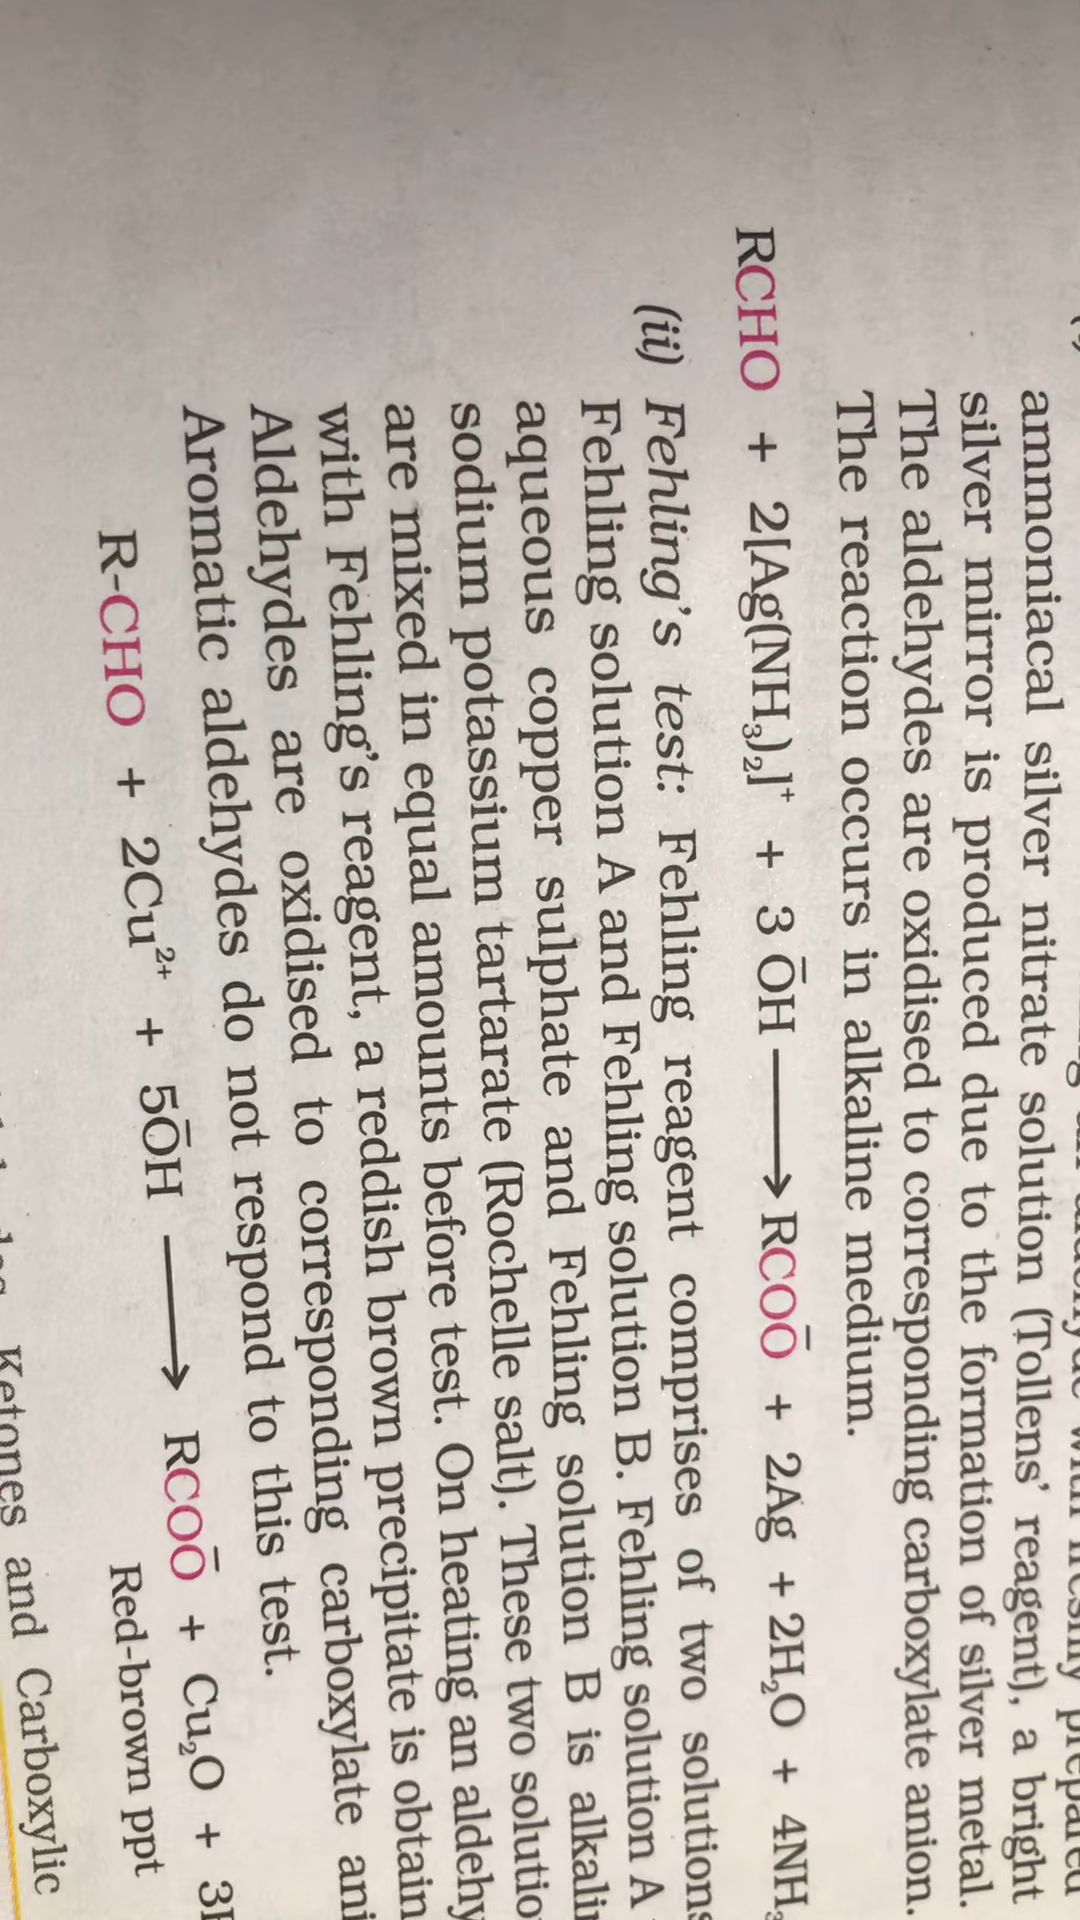 ammoniacal silver nitrate solution (Tollens' reagent), a bright
silver mirror is produced due to the formation of silver metal.
The aldehydes are oxidised to corresponding carboxylate anion.
The reaction occurs in alkaline medium.
RCHO + 2[Ag(NH₃)₂]⁺ + 3 ŌH ⟶ RCOŌ + 2Ag + 2H₂O + 4NH₃
(ii) Fehling's test: Fehling reagent comprises of two solutions
Fehling solution A and Fehling solution B. Fehling solution A
aqueous copper sulphate and Fehling solution B is
sodium potassium tartarate (Rochelle salt). These two
are mixed in equal amounts before test. On heating an
with Fehling's reagent, a reddish brown precipitate is
Aldehydes are oxidised to corresponding carboxylate
Aromatic aldehydes do not respond to this test.
R-CHO + 2Cu²⁺ + 5ŌH ⟶ RCOŌ + Cu₂O + 3
Red-brown ppt
Ketones and Carboxylic